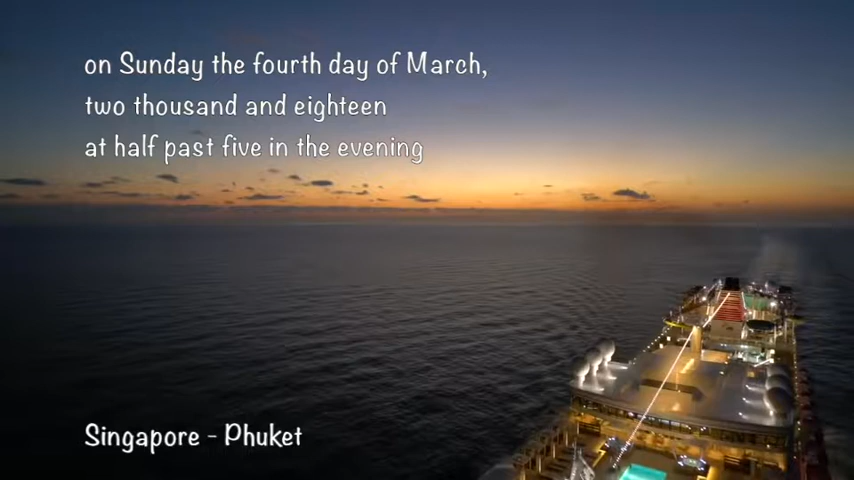 on Sunday the fourth day of March,
two thousand and eighteen
at half past five in the evening
Singapore - Phuket